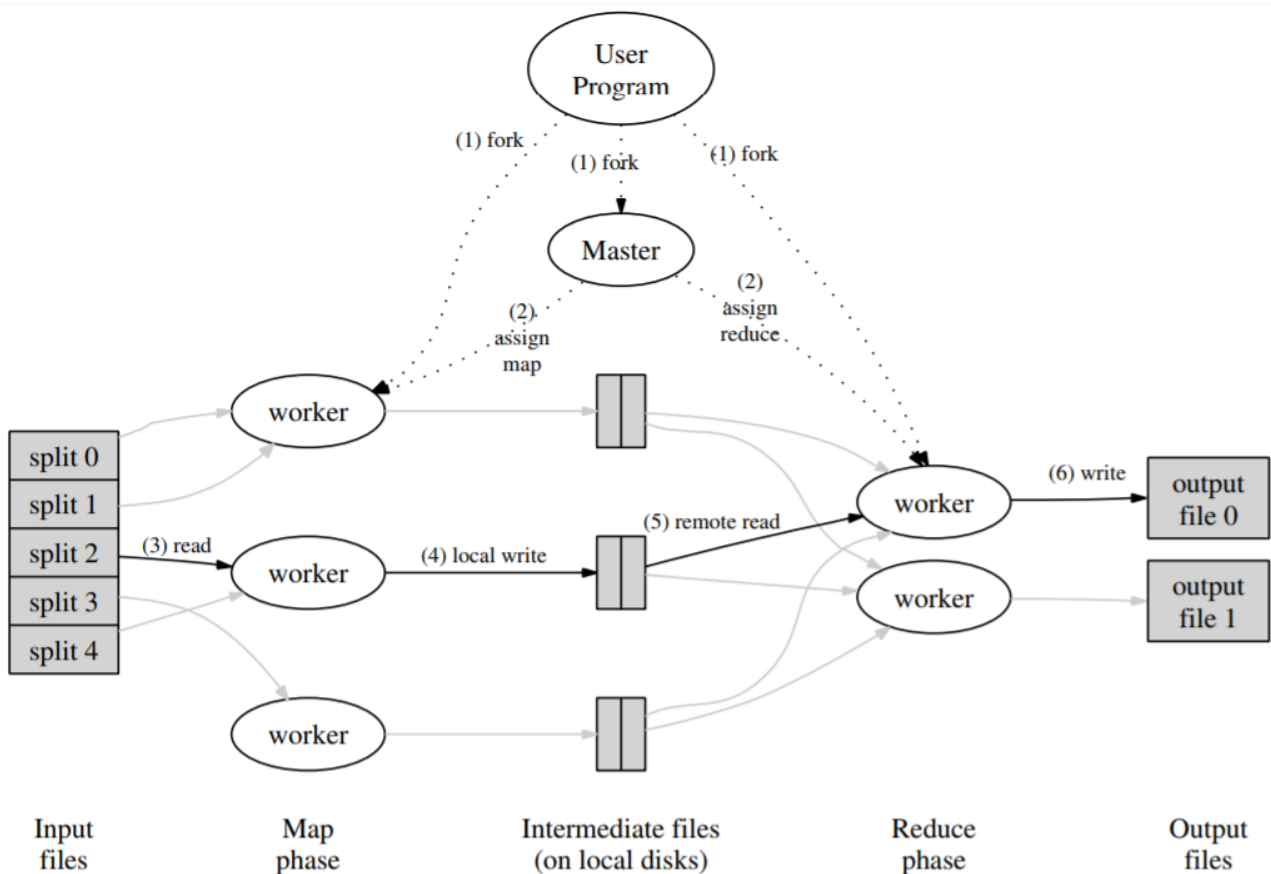 User
Program
(1) fork
(1) fork
(1) fork
Master
(2)
assign
map
(2)
assign
reduce
worker
split 0
split 1
split 2
split 3
split 4
(3) read
worker
(4) local write
(5) remote read
worker
(6) write
output
file 0
worker
output
file 1
worker
Input
files
Map
phase
Intermediate files
(on local disks)
Reduce
phase
Output
files